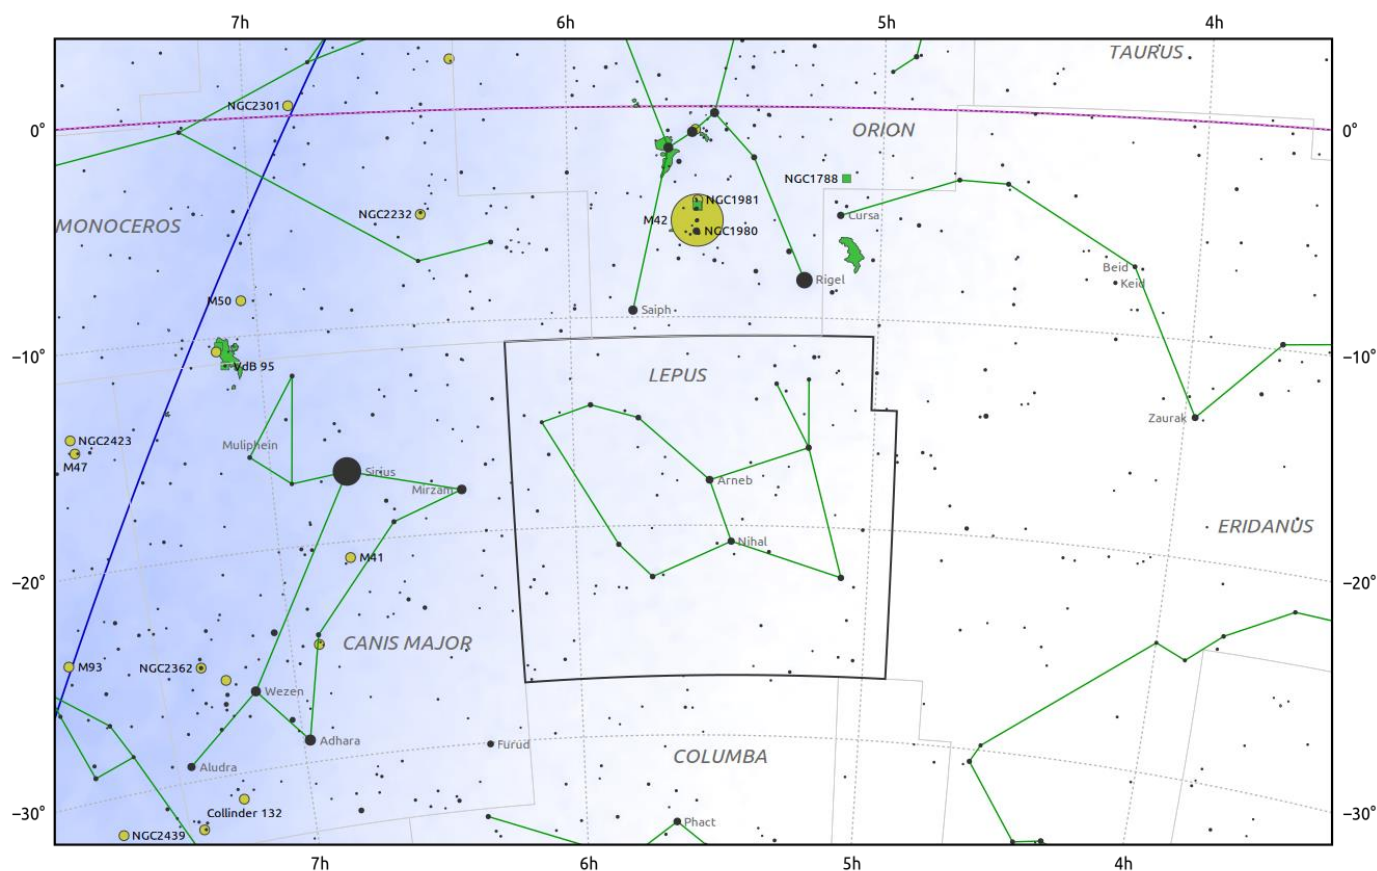 7h 6h 5h 4h
TAURUS
NGC2301
0° ORION 0°
NGC1788
NGC1981
NGC2232 M42 Cursa
MONOCEROS NGC1980
Beid
Rigel Keid
M50
Saiph
−10° −10°
VdB 95 LEPUS
Zaurak
NGC2423 Muliphein
M47 Sirius
Mirzam Arneb
ERIDANUS
Nihal
M41
−20° −20°
CANIS MAJOR
M93 NGC2362
Wezen
Adhara Furud
COLUMBA
Aludra
−30° Collinder 132 −30°
NGC2439 Phact
7h 6h 5h 4h